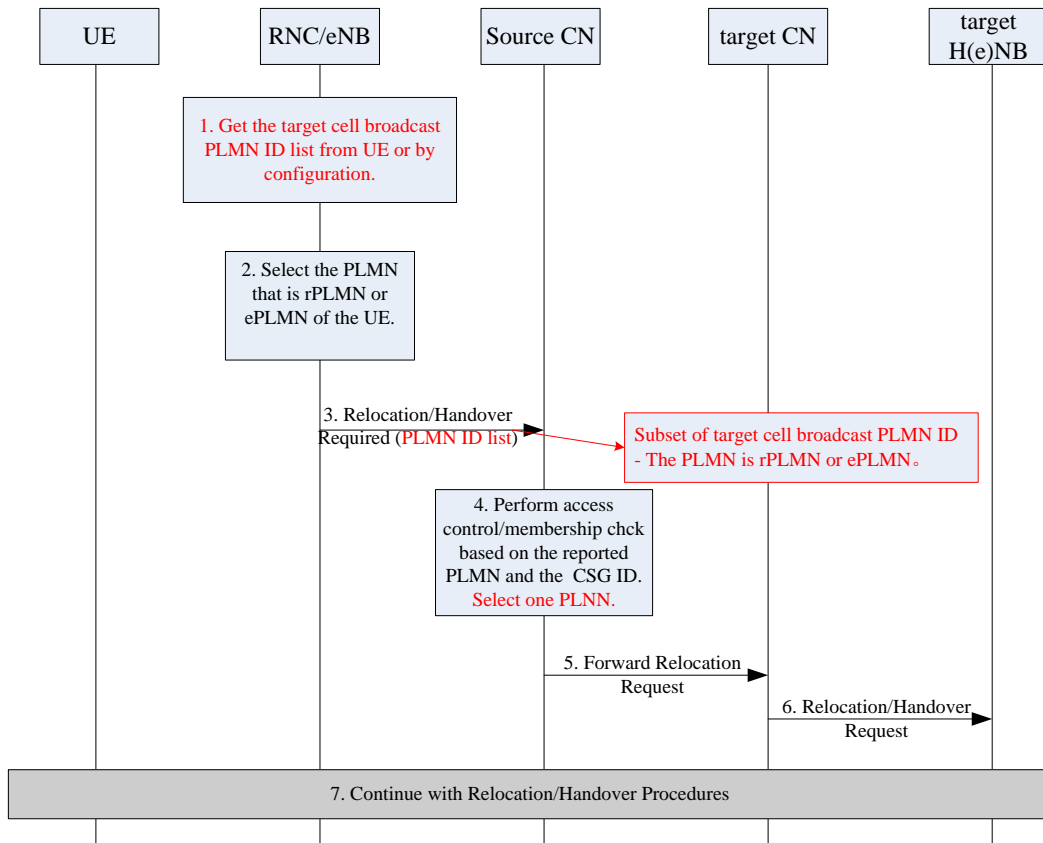 UE
RNC/eNB
Source CN
target CN
target
H(e)NB
1. Get the target cell broadcast
PLMN ID list from UE or by
configuration.
2. Select the PLMN
that is rPLMN or
ePLMN of the UE.
3. Relocation/Handover
Required (PLMN ID list)
Subset of target cell broadcast PLMN ID
- The PLMN is rPLMN or ePLMN。
4. Perform access
control/membership chck
based on the reported
PLMN and the CSG ID.
Select one PLNN.
5. Forward Relocation
Request
6. Relocation/Handover
Request
7. Continue with Relocation/Handover Procedures